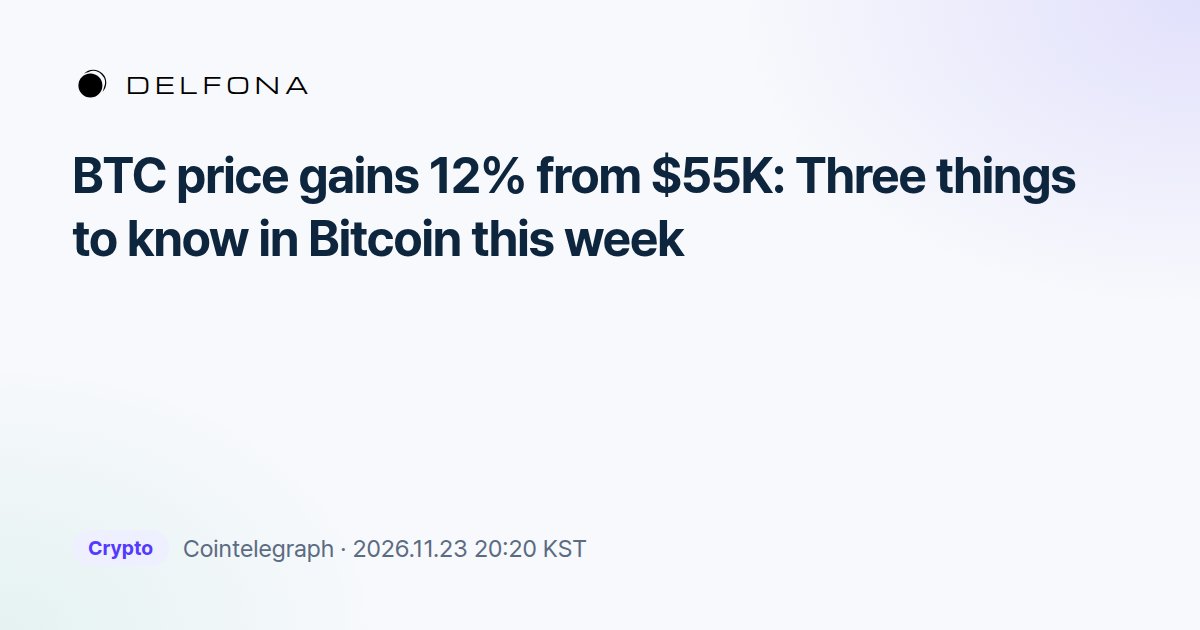 DELFONA
BTC price gains 12% from $55K: Three things
to know in Bitcoin this week
Crypto
Cointelegraph · 2026.11.23 20:20 KST